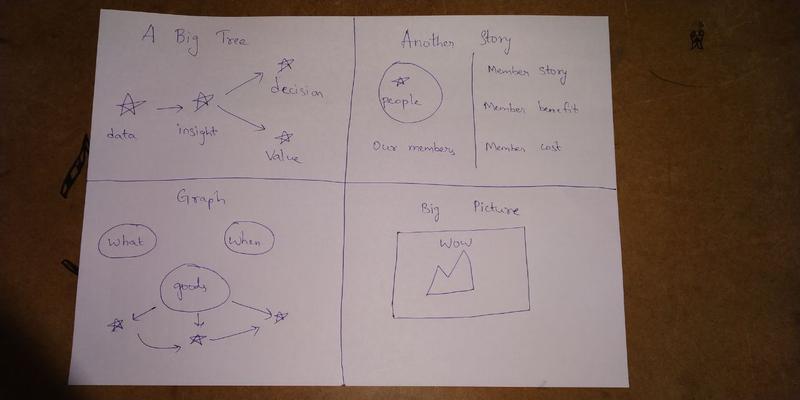 A Big Tree
decision
data
insight
Value
Another Story
people
Our members
Member story
Member benefit
Member cost
Graph
What
When
goods
Big Picture
WOW